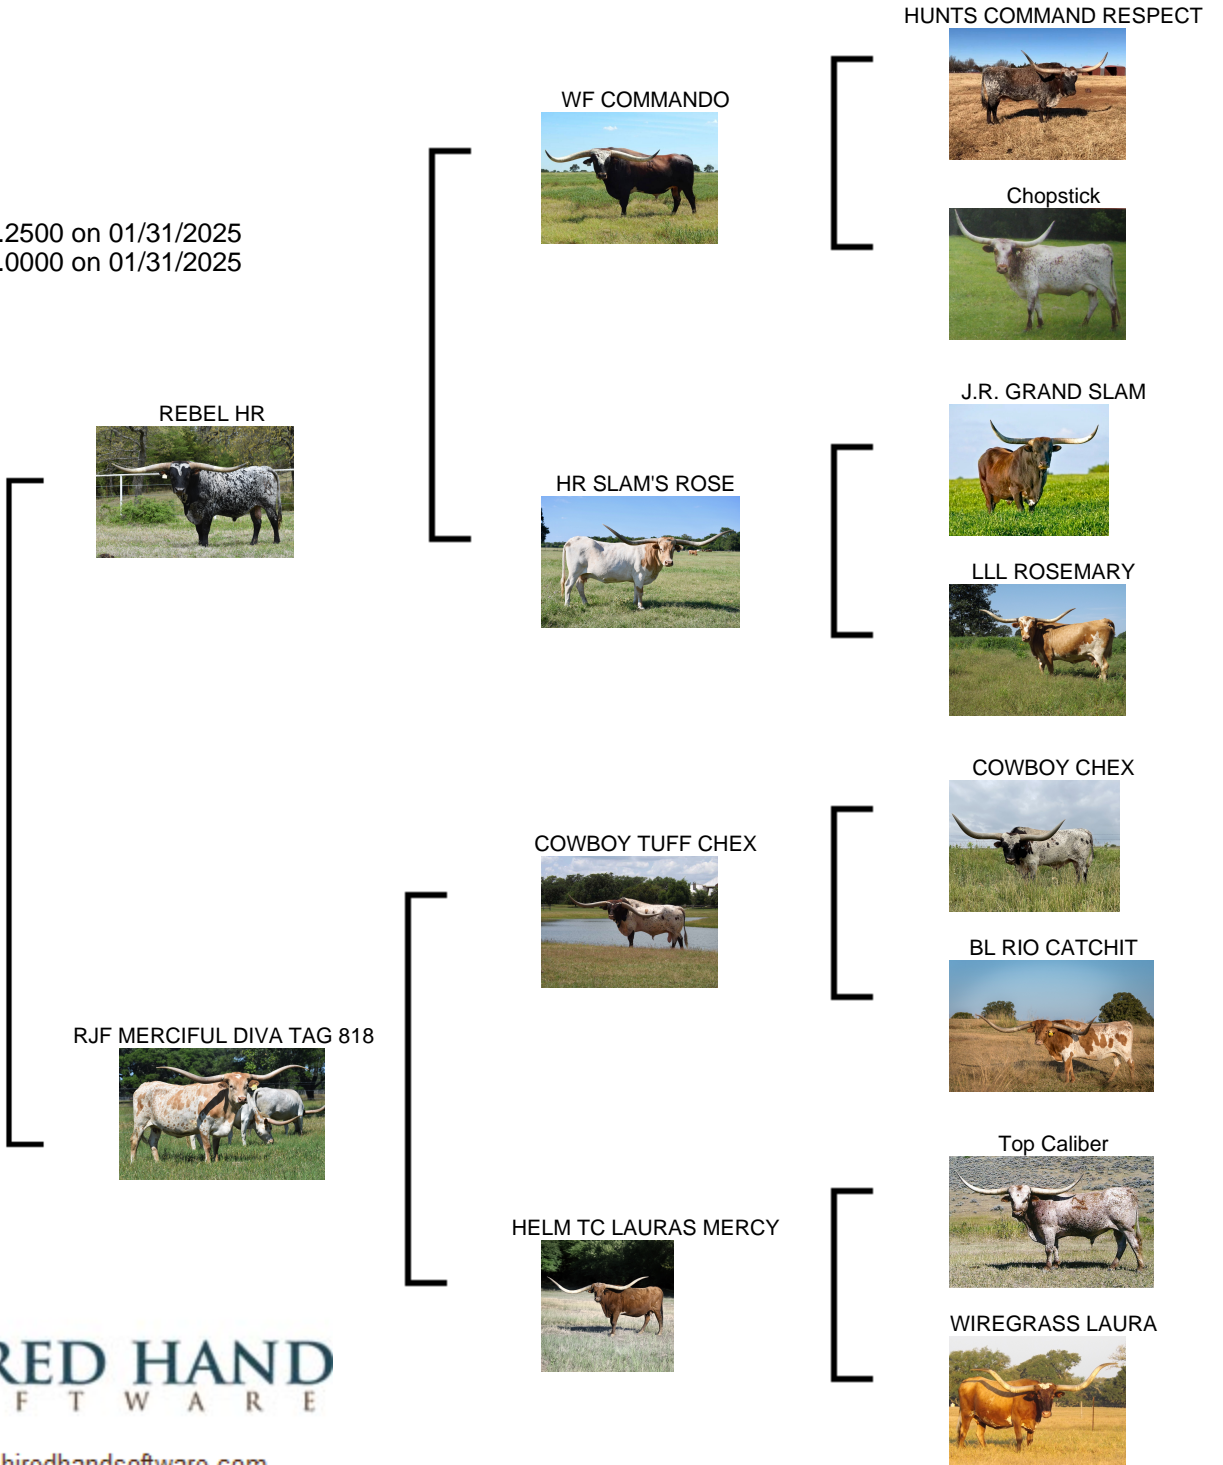 HUNTS COMMAND RESPECT
WF COMMANDO
Chopstick
.2500 on 01/31/2025
.0000 on 01/31/2025
J.R. GRAND SLAM
REBEL HR
HR SLAM'S ROSE
LLL ROSEMARY
COWBOY CHEX
COWBOY TUFF CHEX
BL RIO CATCHIT
RJF MERCIFUL DIVA TAG 818
Top Caliber
HELM TC LAURAS MERCY
WIREGRASS LAURA
RED HAND
F T W A R E
hiredhandsoftware.com